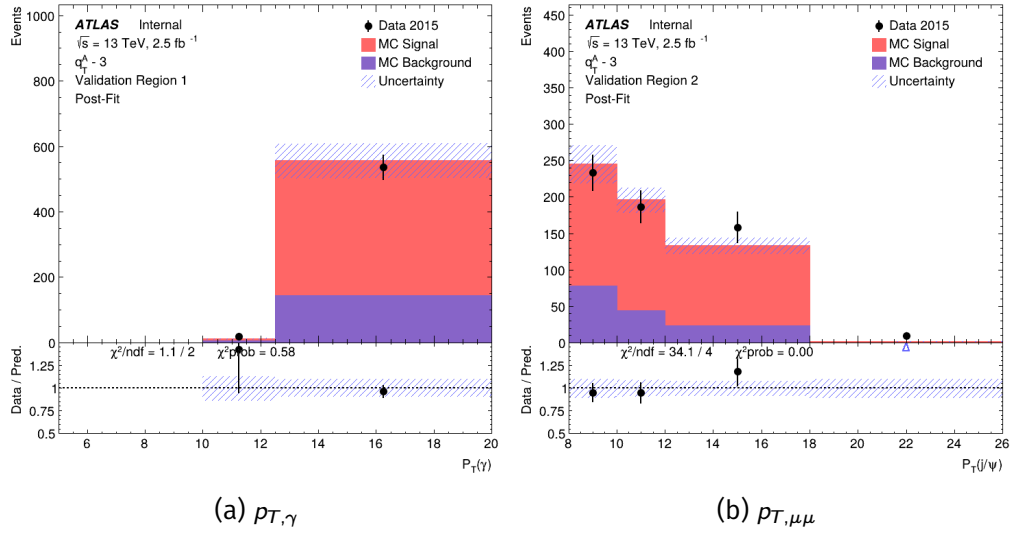 Events
1000
800
600
400
200
0
ATLAS Internal
√s = 13 TeV, 2.5 fb⁻¹
q_T^A - 3
Validation Region 1
Post-Fit
Data 2015
MC Signal
MC Background
Uncertainty
χ²/ndf = 1.1 / 2 χ²prob = 0.58
Data / Pred.
1.25
1
0.75
0.5
6 8 10 12 14 16 18 20
P_T(γ)
(a) p_{T,γ}
Events
450
400
350
300
250
200
150
100
50
0
ATLAS Internal
√s = 13 TeV, 2.5 fb⁻¹
q_T^A - 3
Validation Region 2
Post-Fit
Data 2015
MC Signal
MC Background
Uncertainty
χ²/ndf = 34.1 / 4 χ²prob = 0.00
Data / Pred.
1.25
1
0.75
0.5
8 10 12 14 16 18 20 22 24 26
P_T(j/ψ)
(b) p_{T,μμ}